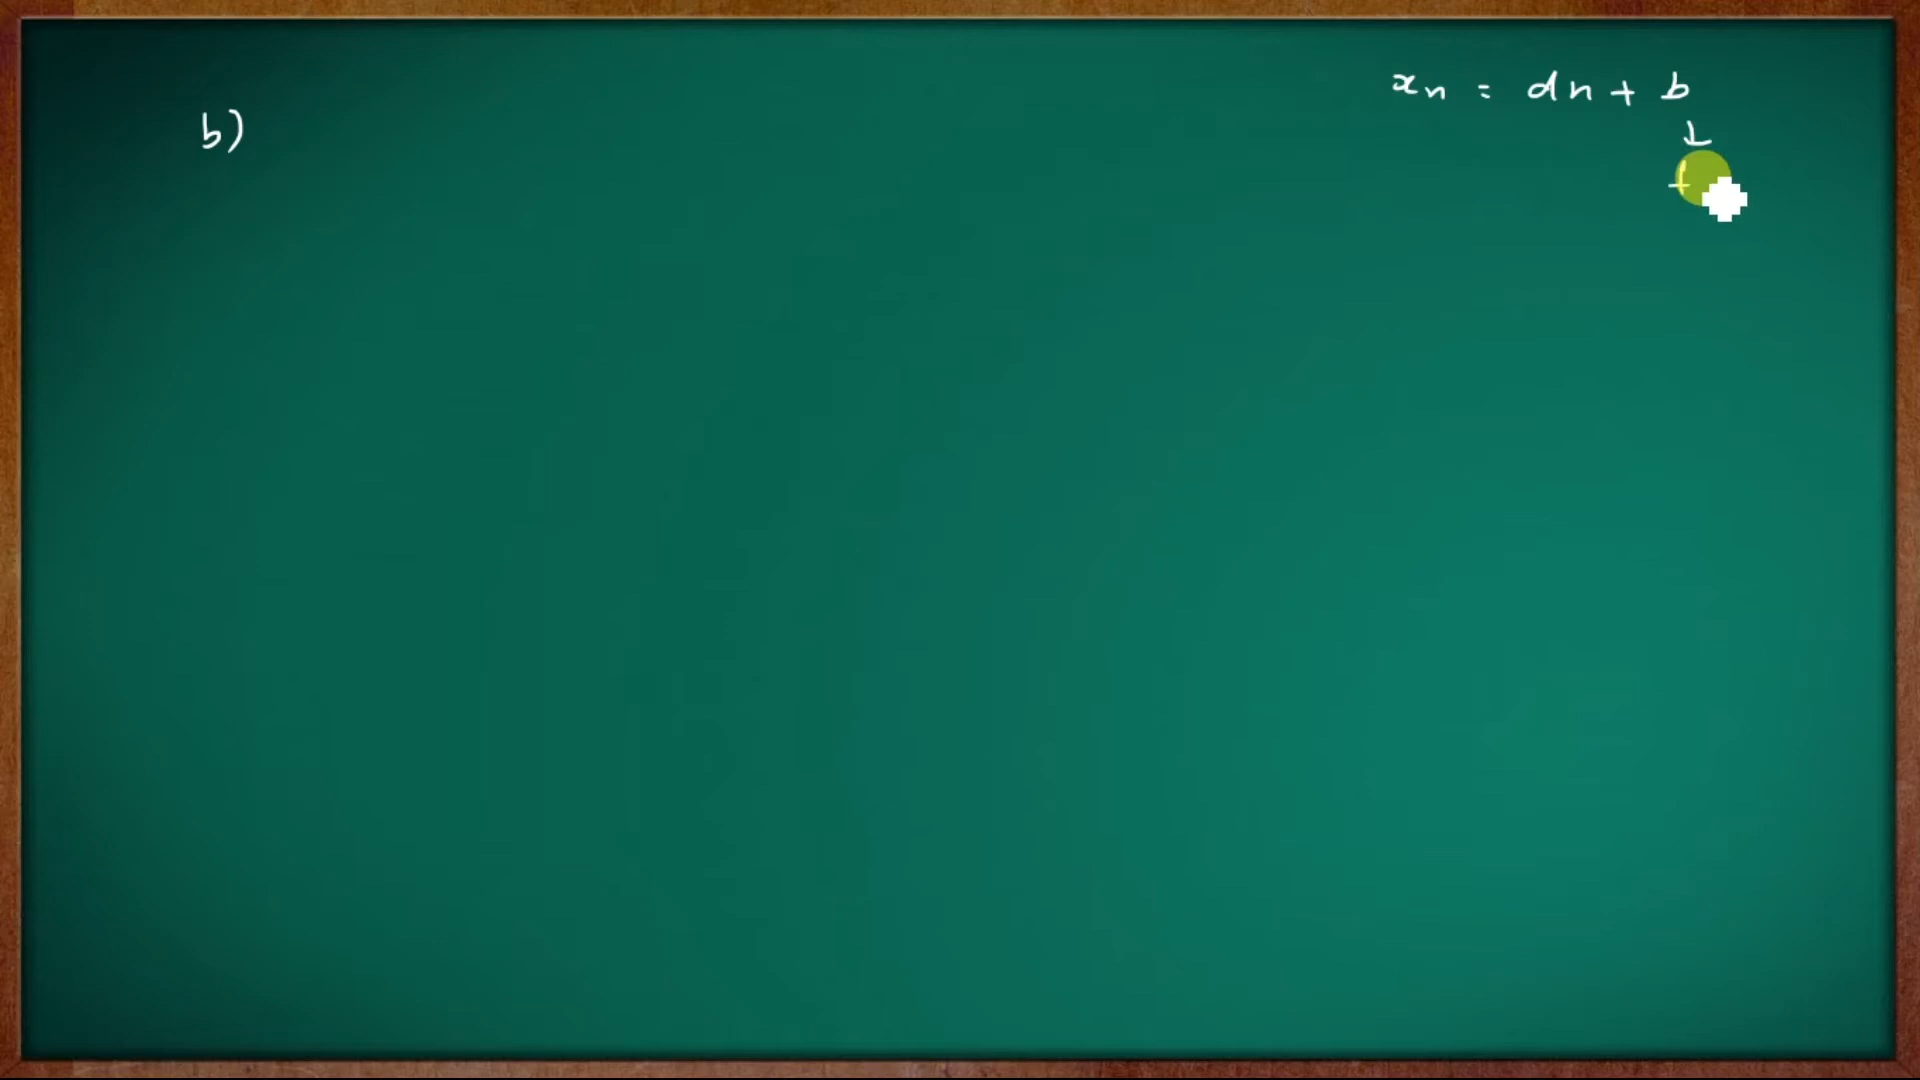 xn = dn + b
b)